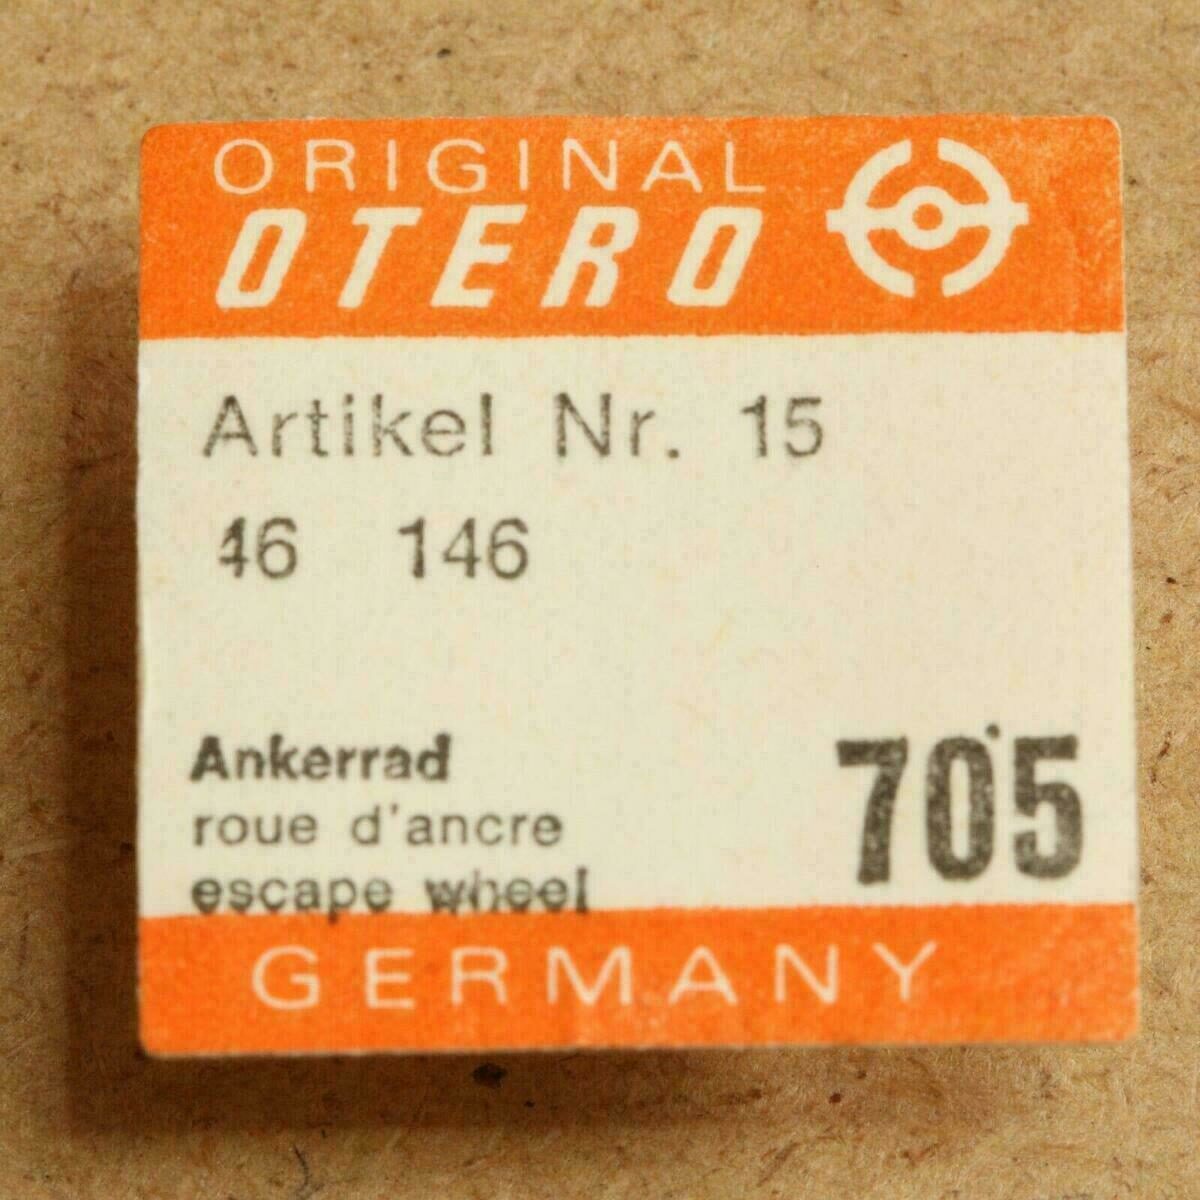 ORIGINAL
OTERO
Artikel Nr. 15
46 146
Ankerrad
roue d'ancre
escape wheel
705
GERMANY